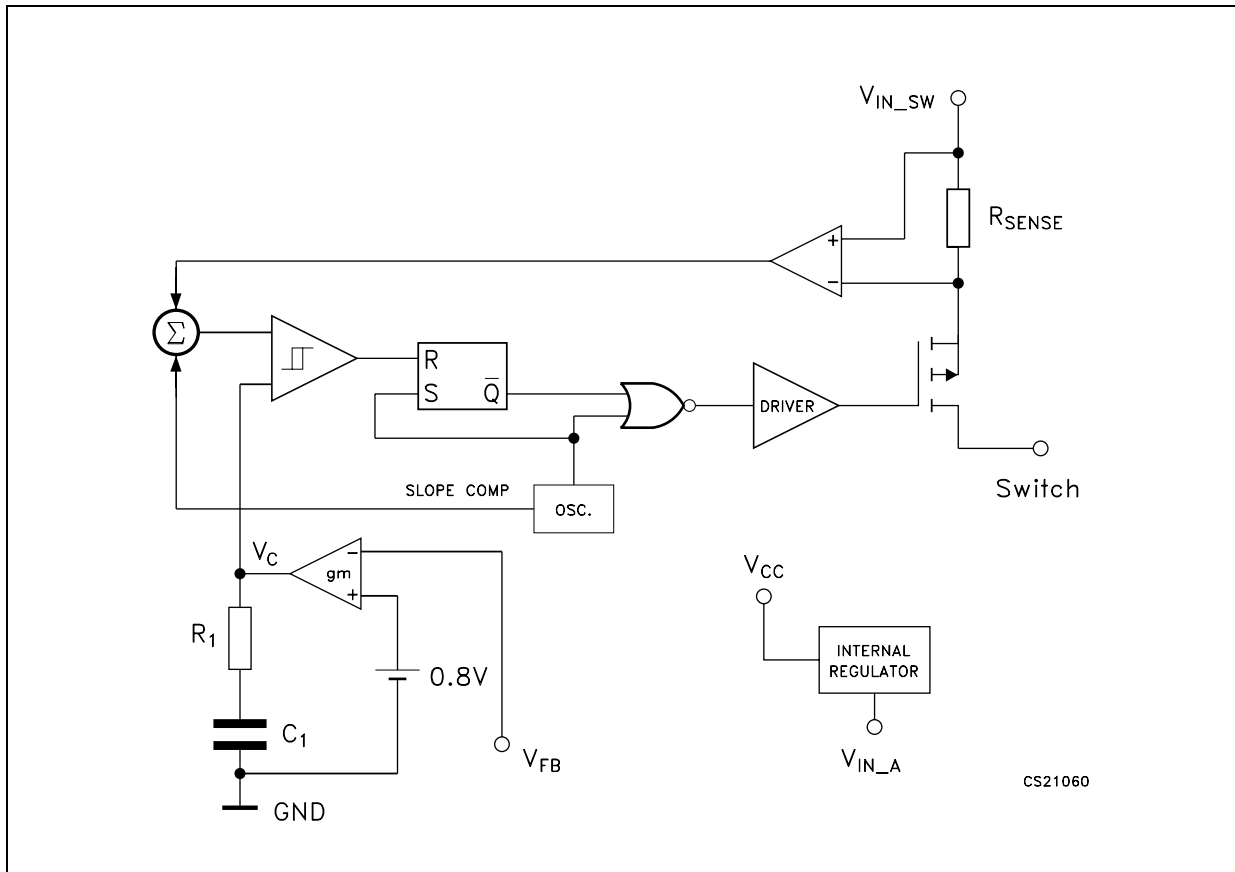 V_IN_SW
R_SENSE
+
−
Σ
R
S
Q̅
DRIVER
Switch
SLOPE COMP
OSC.
V_C
gm
−
+
V_CC
R_1
INTERNAL
REGULATOR
0.8V
C_1
V_FB
V_IN_A
CS21060
GND